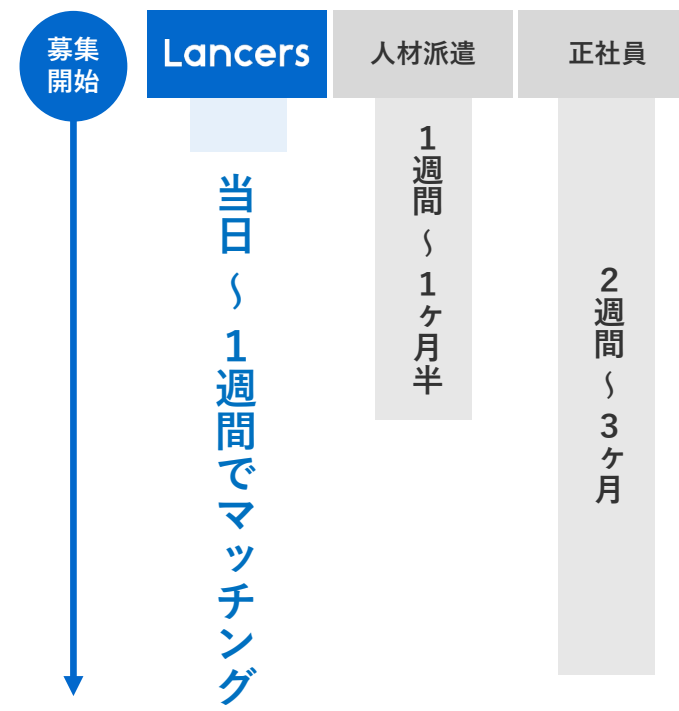 募集
開始
Lancers
人材派遣
正社員
当日～1週間でマッチング
1週間～1ヶ月半
2週間～3ヶ月